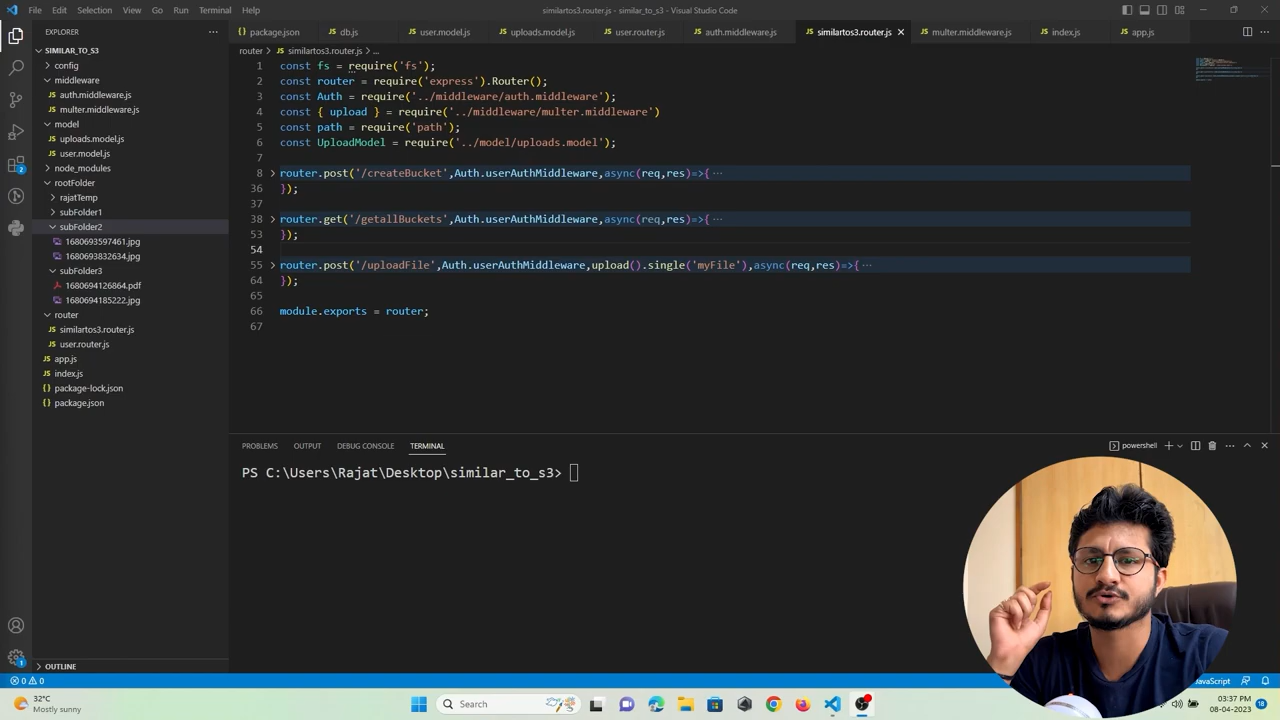 File Edit Selection View Go Run Terminal Help
similartos3.router.js - similar_to_s3 - Visual Studio Code
EXPLORER
SIMILAR_TO_S3
config
middleware
auth.middleware.js
multer.middleware.js
model
uploads.model.js
user.model.js
node_modules
rootFolder
rajatTemp
subFolder1
subFolder2
1680693597461.jpg
1680693832634.jpg
subFolder3
1680694126864.pdf
1680694185222.jpg
router
similartos3.router.js
user.router.js
app.js
index.js
package-lock.json
package.json
OUTLINE
package.json db.js user.model.js uploads.model.js user.router.js auth.middleware.js similartos3.router.js multer.middleware.js index.js app.js
router > similartos3.router.js > ...
1 const fs = require('fs');
2 const router = require('express').Router();
3 const Auth = require('../middleware/auth.middleware');
4 const { upload } = require('../middleware/multer.middleware')
5 const path = require('path');
6 const UploadModel = require('../model/uploads.model');
7
8 router.post('/createBucket',Auth.userAuthMiddleware,async(req,res)=>{ ...
36 });
37
38 router.get('/getallBuckets',Auth.userAuthMiddleware,async(req,res)=>{ ...
53 });
54
55 router.post('/uploadFile',Auth.userAuthMiddleware,upload().single('myFile'),async(req,res)=>{ ...
64 });
65
66 module.exports = router;
67
PROBLEMS OUTPUT DEBUG CONSOLE TERMINAL
powershell
PS C:\Users\Rajat\Desktop\similar_to_s3>
0 0
JavaScript
32°C
Mostly sunny
Search
03:37 PM
08-04-2023
18